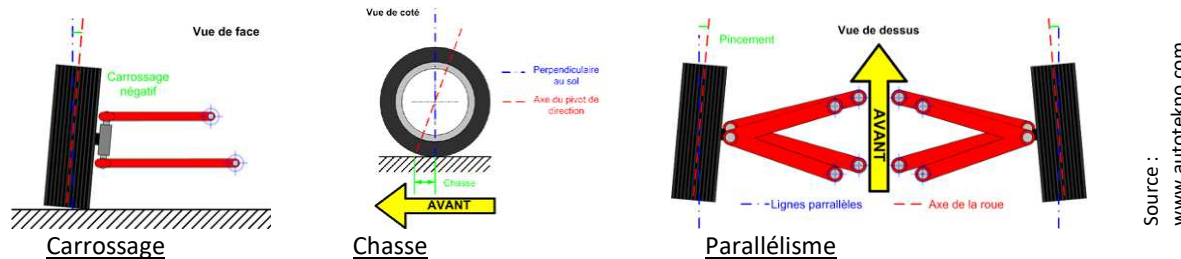 Vue de face
Carrossage
négatif
Carrossage
Vue de coté
Perpendiculaire
au sol
Axe du pivot de
direction
Chasse
AVANT
Chasse
Vue de dessus
Pincement
AVANT
Lignes parrallèles
Axe de la roue
Parallélisme
Source :
www.autotekno.com